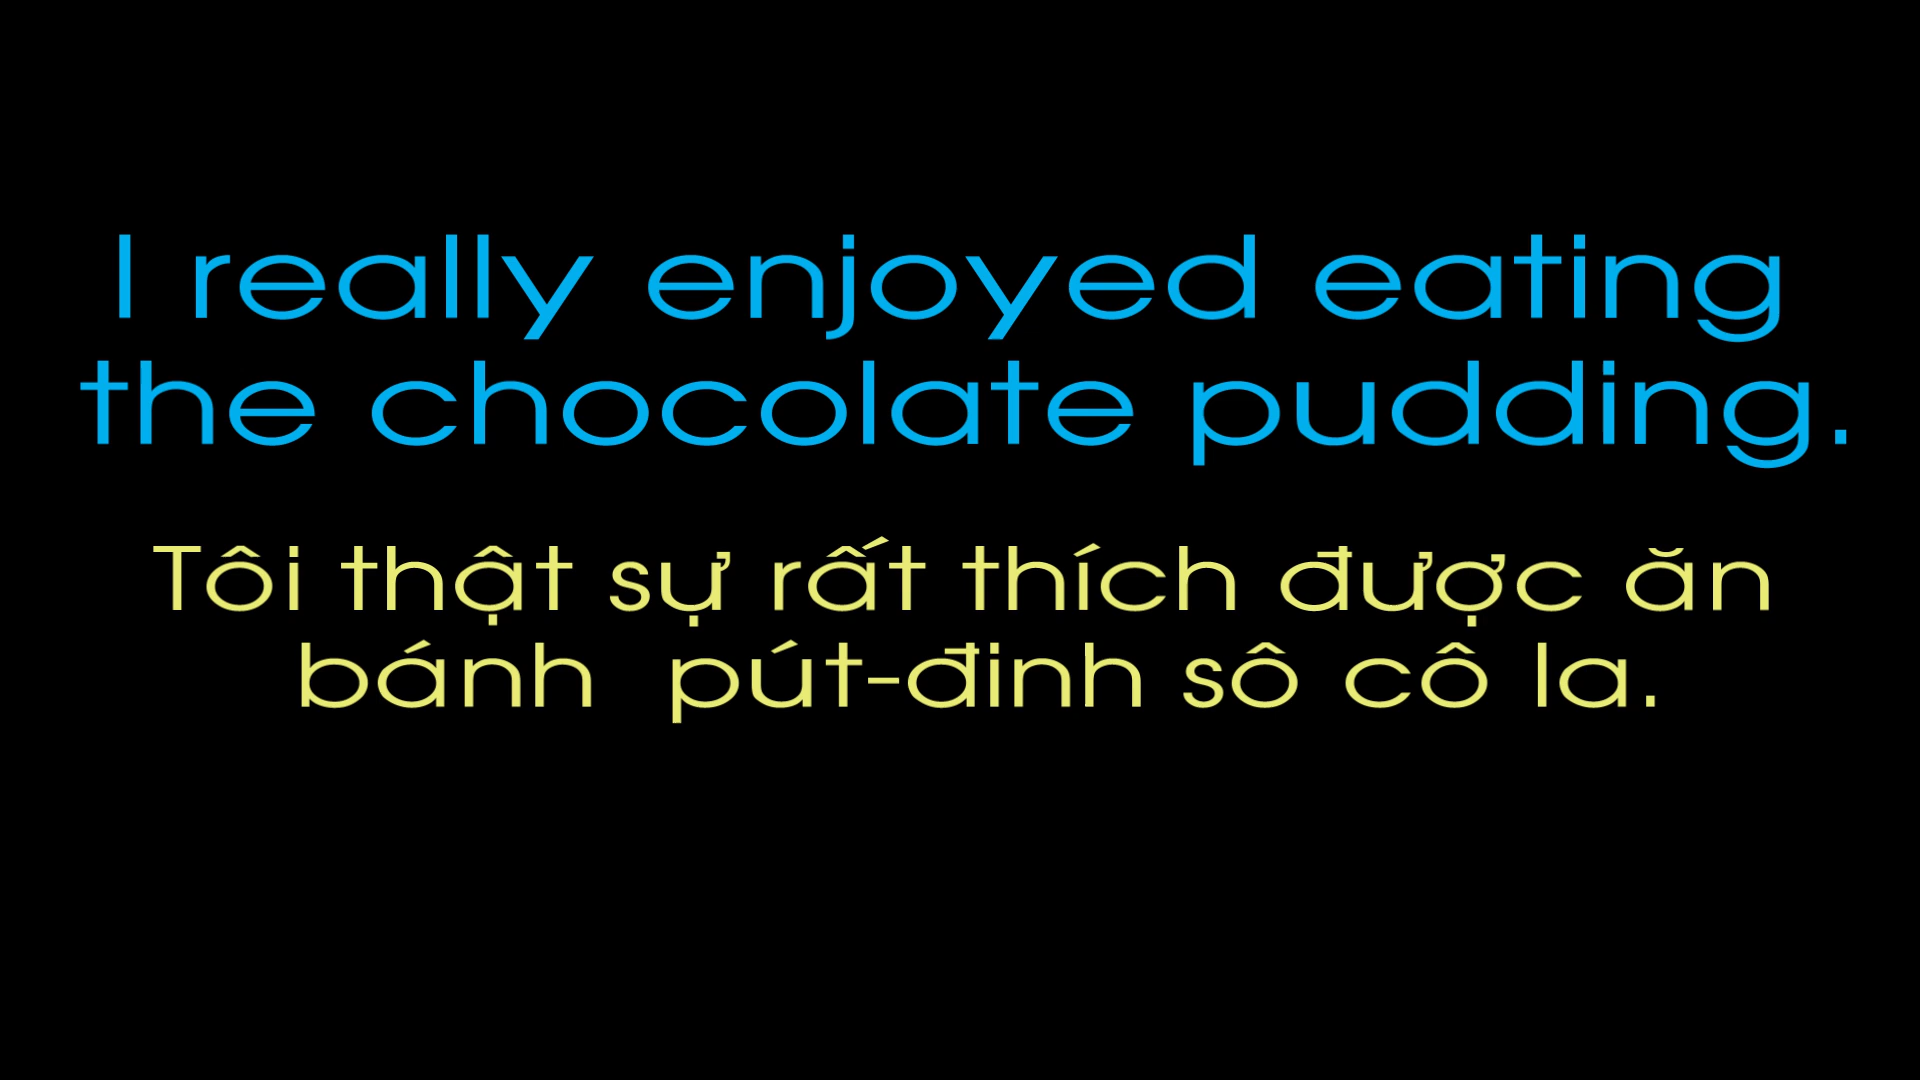 I really enjoyed eating
the chocolate pudding.
Tôi thật sự rất thích được ăn
bánh  pút-đinh sô cô la.